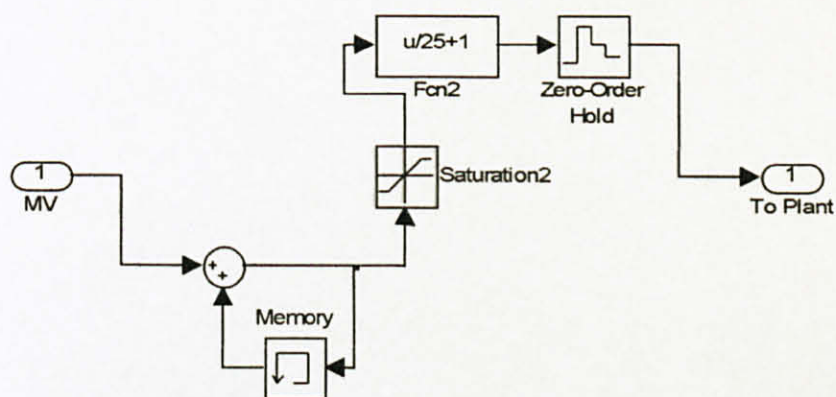 u/25+1
Fcn2
Zero-Order
Hold
1
MV
Saturation2
1
To Plant
+
+
Memory